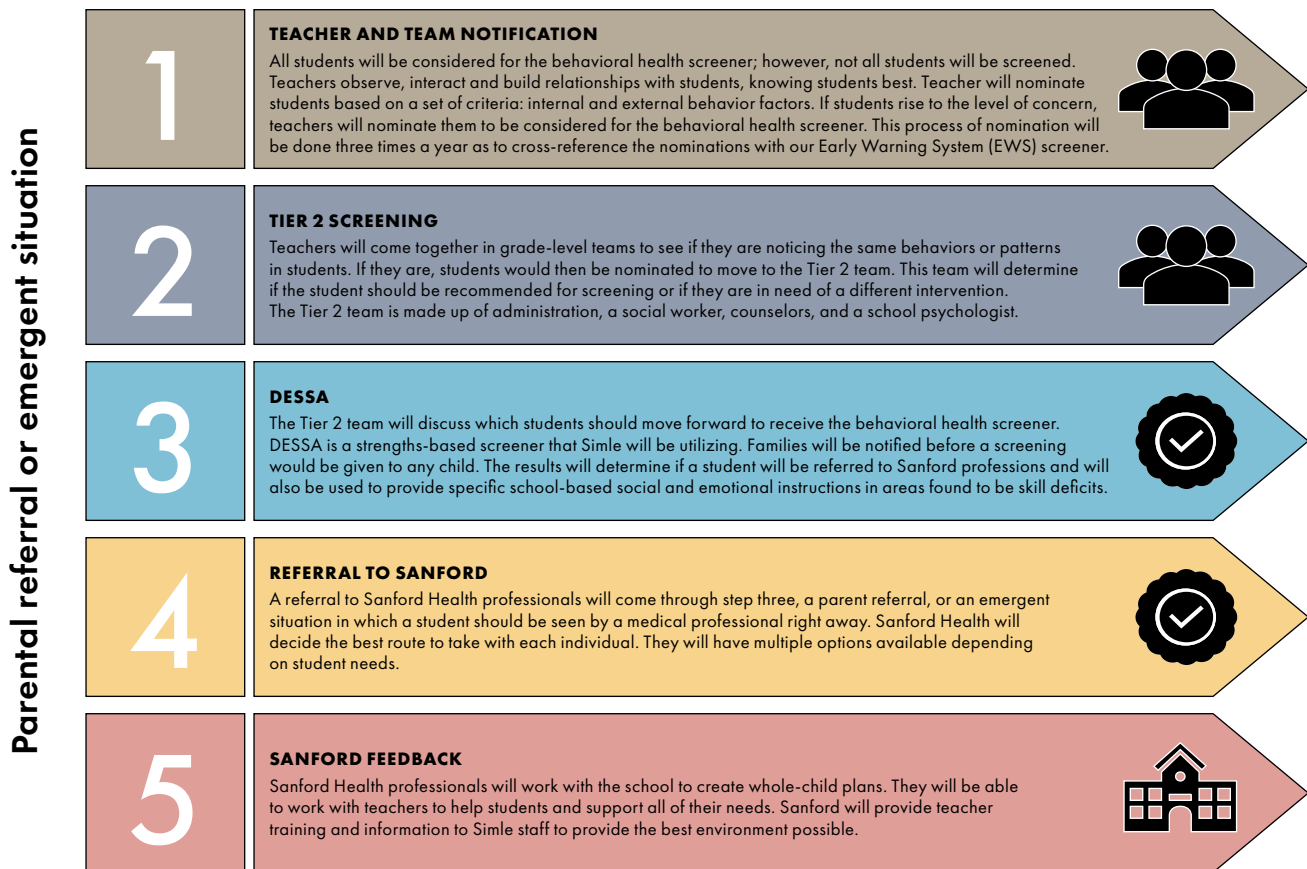 Parental referral or emergent situation
1
TEACHER AND TEAM NOTIFICATION
All students will be considered for the behavioral health screener; however, not all students will be screened.
Teachers observe, interact and build relationships with students, knowing students best. Teacher will nominate
students based on a set of criteria: internal and external behavior factors. If students rise to the level of concern,
teachers will nominate them to be considered for the behavioral health screener. This process of nomination will
be done three times a year as to cross-reference the nominations with our Early Warning System (EWS) screener.
2
TIER 2 SCREENING
Teachers will come together in grade-level teams to see if they are noticing the same behaviors or patterns
in students. If they are, students would then be nominated to move to the Tier 2 team. This team will determine
if the student should be recommended for screening or if they are in need of a different intervention.
The Tier 2 team is made up of administration, a social worker, counselors, and a school psychologist.
3
DESSA
The Tier 2 team will discuss which students should move forward to receive the behavioral health screener.
DESSA is a strengths-based screener that Simle will be utilizing. Families will be notified before a screening
would be given to any child. The results will determine if a student will be referred to Sanford professions and will
also be used to provide specific school-based social and emotional instructions in areas found to be skill deficits.
4
REFERRAL TO SANFORD
A referral to Sanford Health professionals will come through step three, a parent referral, or an emergent
situation in which a student should be seen by a medical professional right away. Sanford Health will
decide the best route to take with each individual. They will have multiple options available depending
on student needs.
5
SANFORD FEEDBACK
Sanford Health professionals will work with the school to create whole-child plans. They will be able
to work with teachers to help students and support all of their needs. Sanford will provide teacher
training and information to Simle staff to provide the best environment possible.